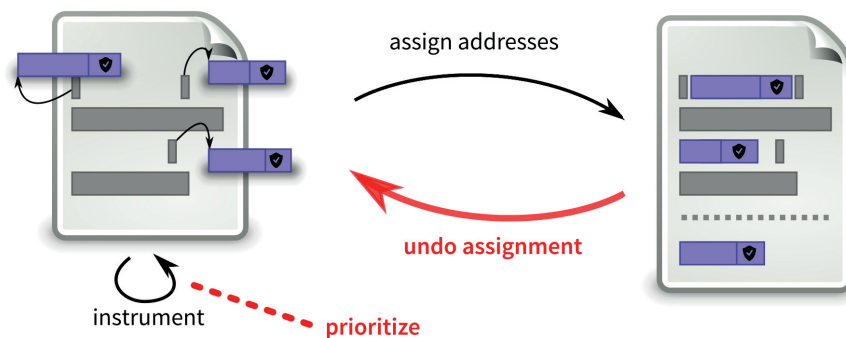 assign addresses
undo assignment
instrument
prioritize